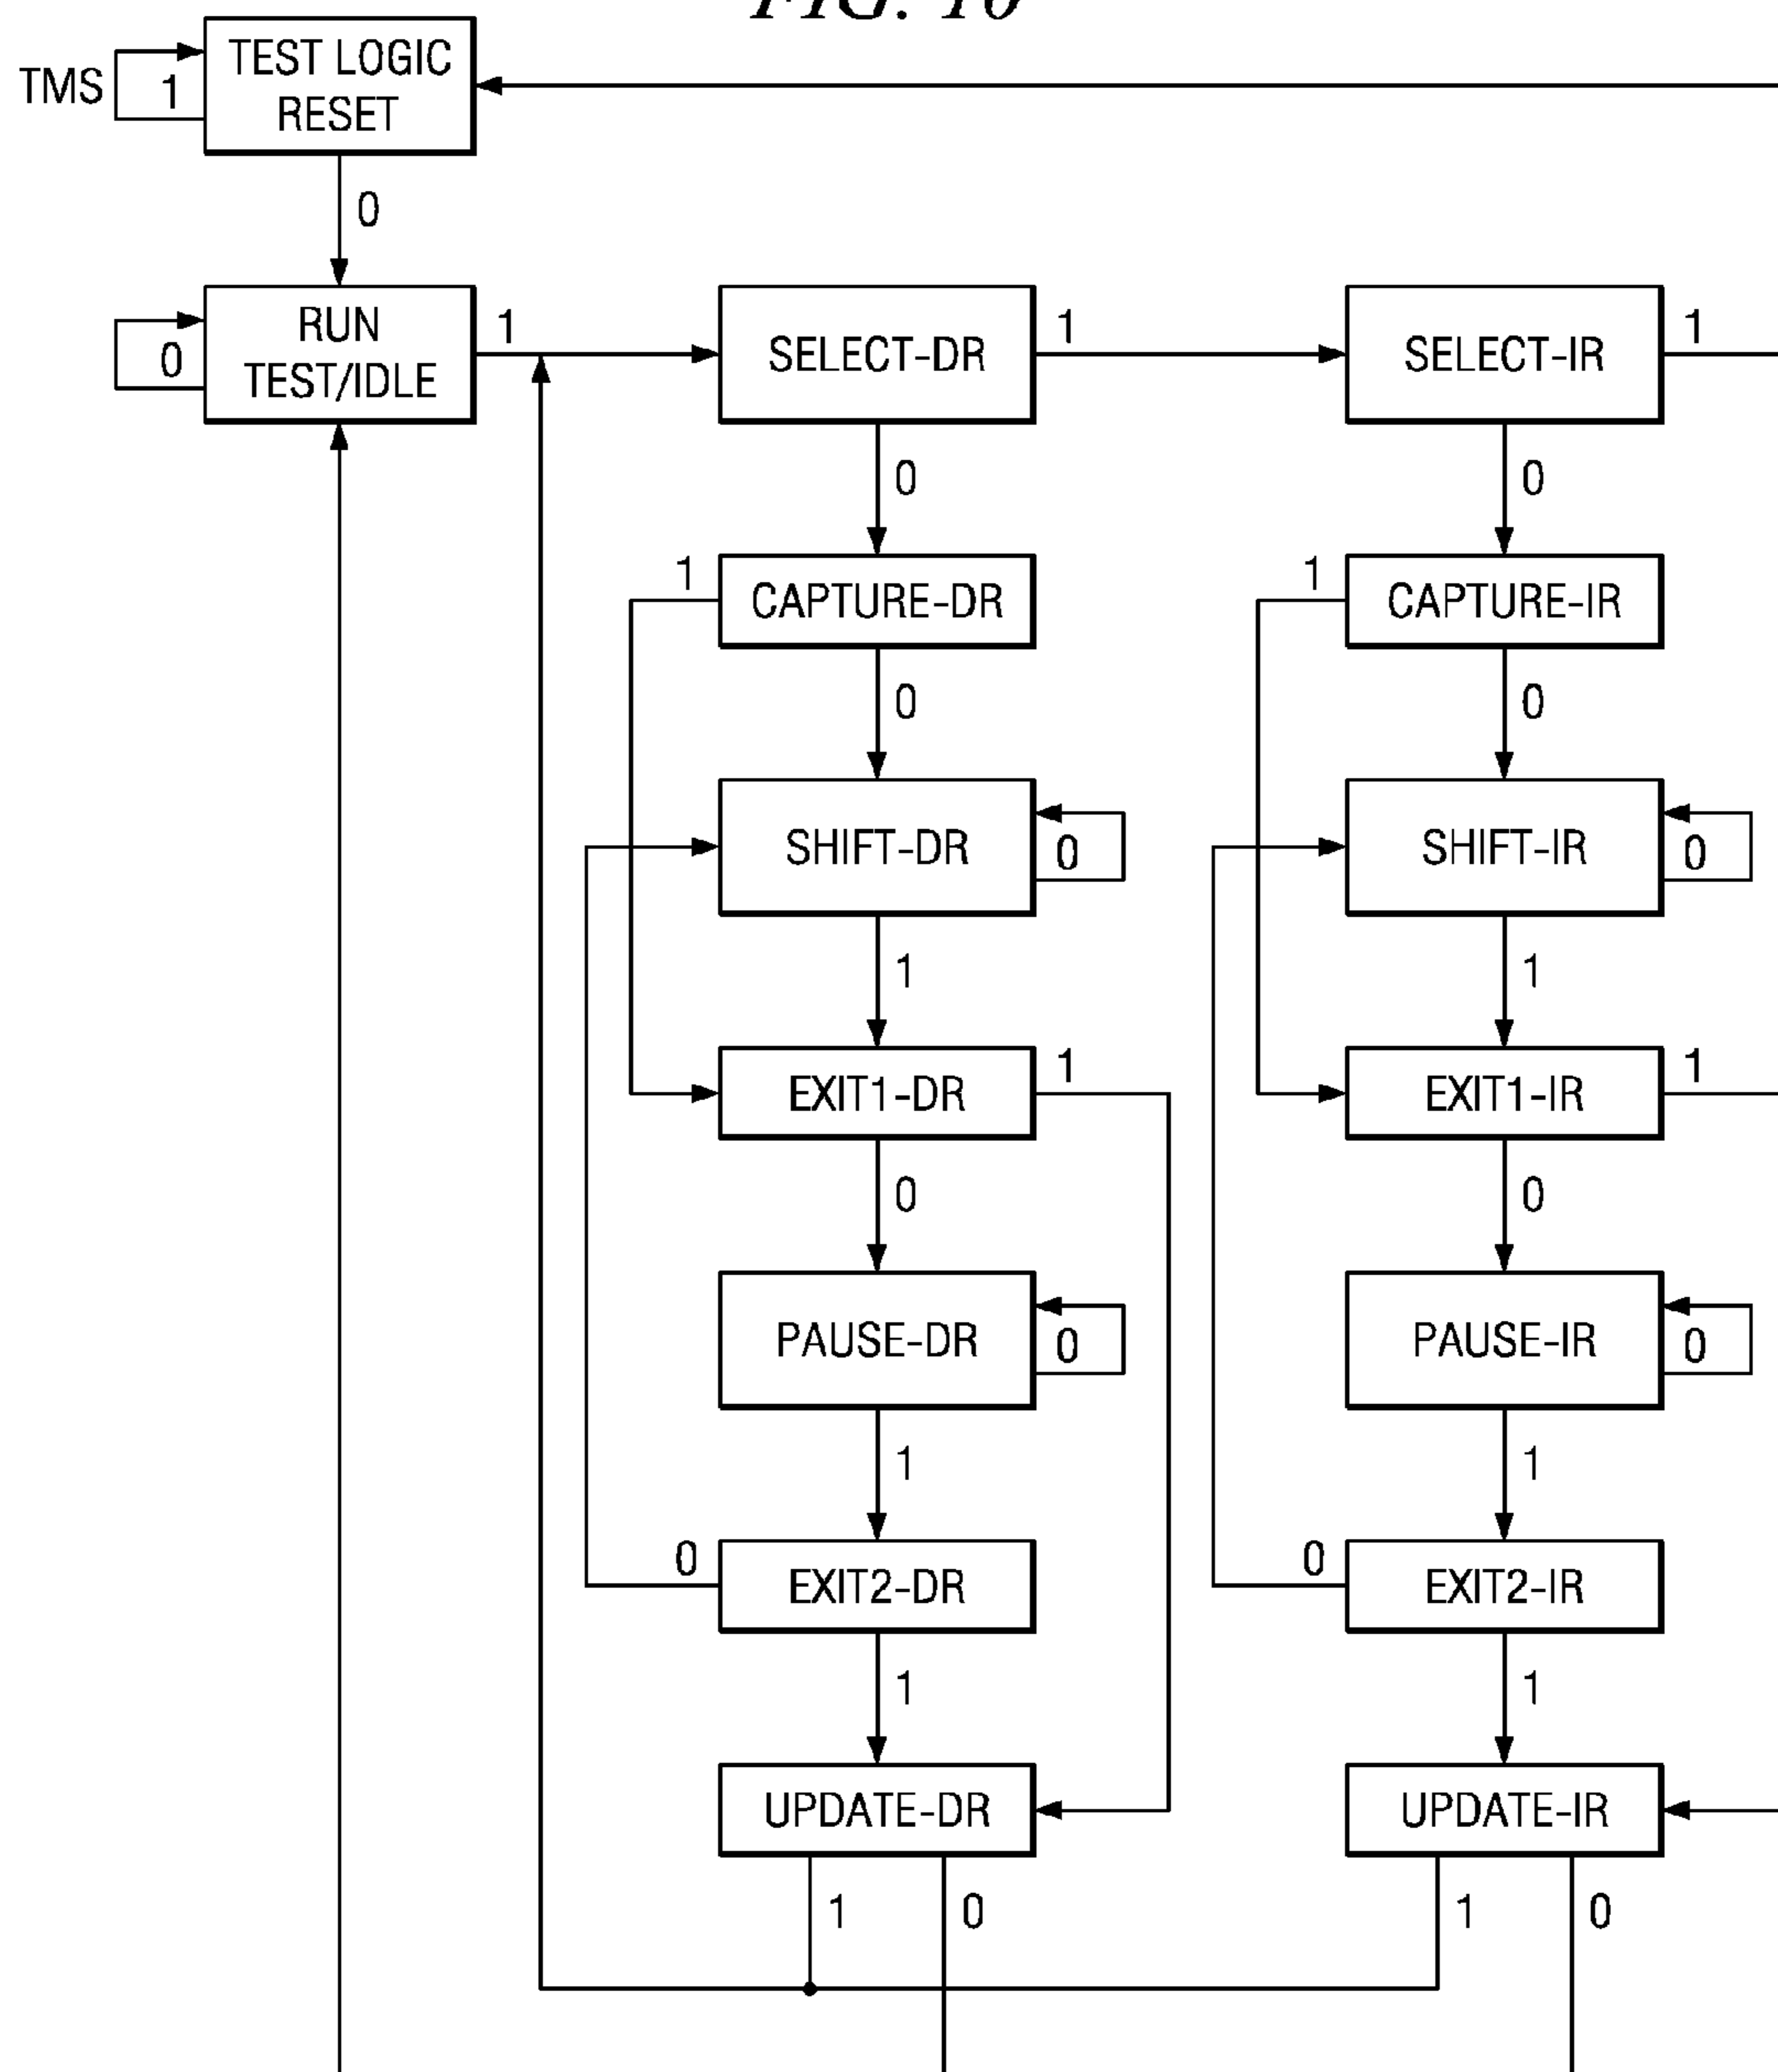 FIG. 10
TEST LOGIC
RESET
TMS
1
0
RUN
TEST/IDLE
0
1
SELECT-DR
1
SELECT-IR
1
0
0
1
CAPTURE-DR
1
CAPTURE-IR
0
0
SHIFT-DR
0
SHIFT-IR
0
1
1
EXIT1-DR
1
EXIT1-IR
1
0
0
PAUSE-DR
0
PAUSE-IR
0
1
1
0
EXIT2-DR
0
EXIT2-IR
1
1
UPDATE-DR
UPDATE-IR
1
0
1
0